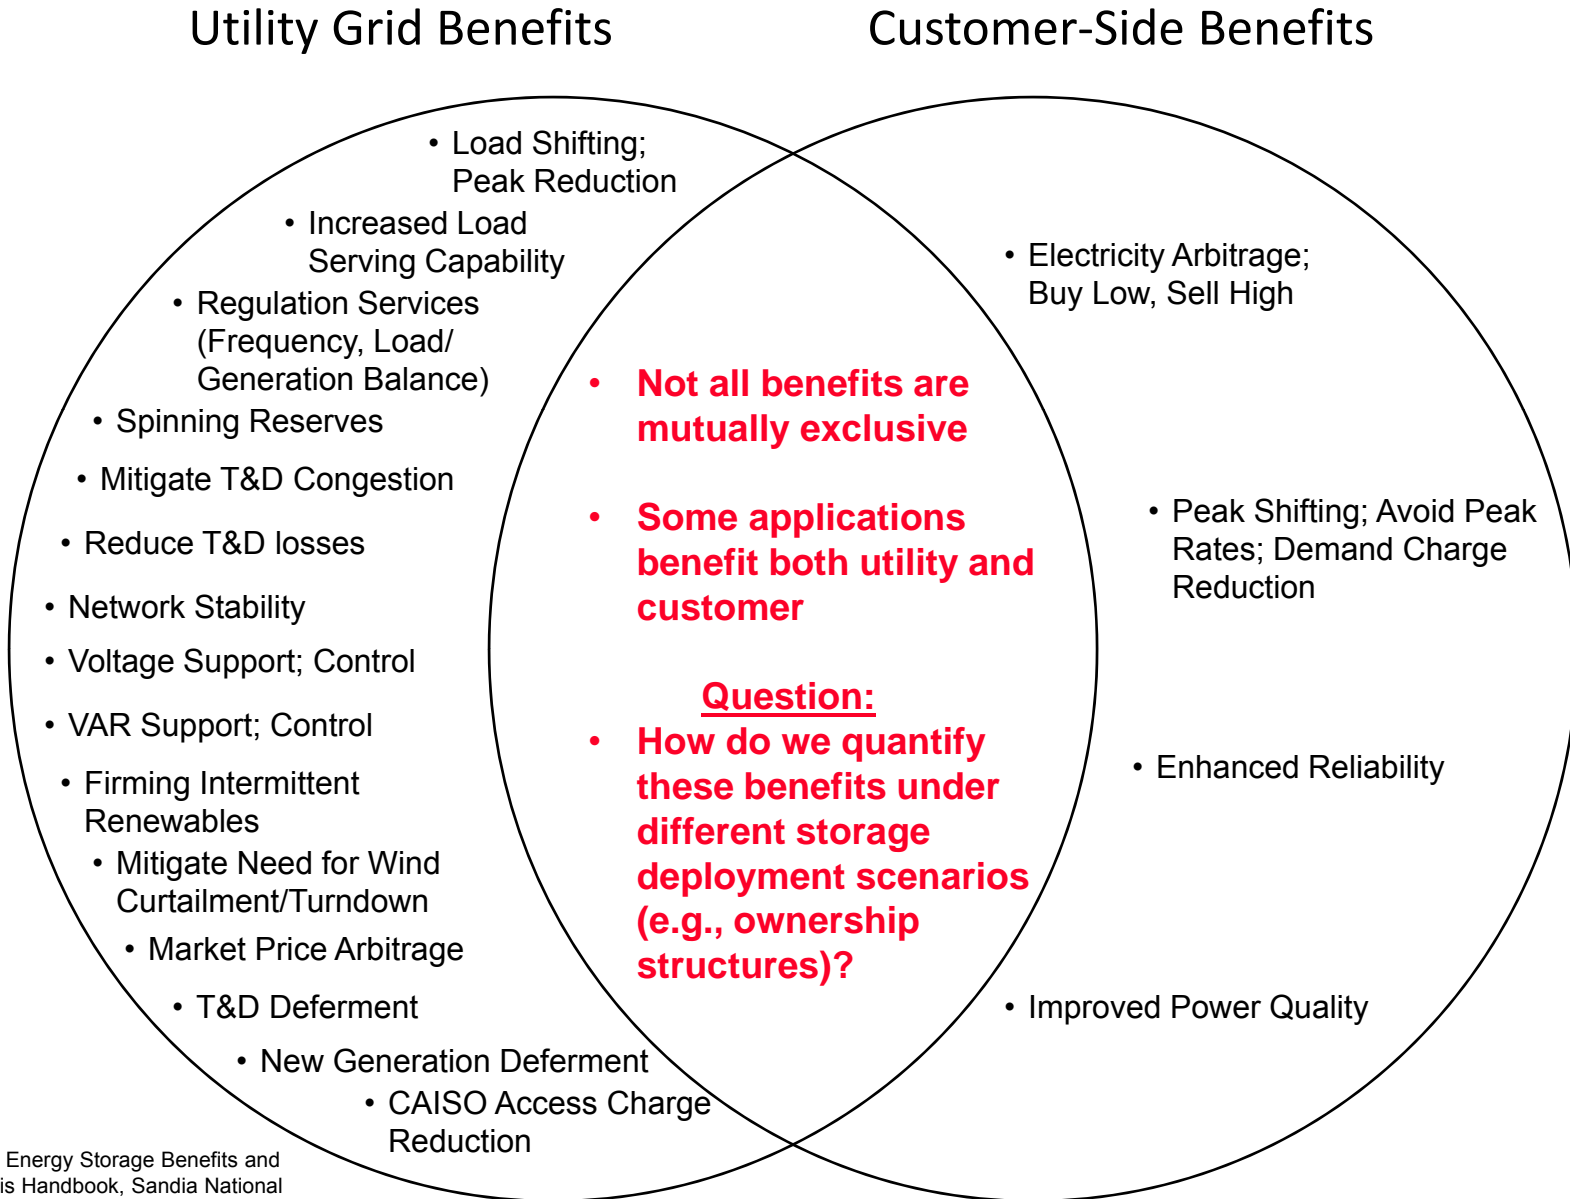 Utility Grid Benefits
Customer-Side Benefits
• Load Shifting;
Peak Reduction
• Increased Load
Serving Capability
• Regulation Services
(Frequency, Load/
Generation Balance)
• Spinning Reserves
• Mitigate T&D Congestion
• Reduce T&D losses
• Network Stability
• Voltage Support; Control
• VAR Support; Control
• Firming Intermittent
Renewables
• Mitigate Need for Wind
Curtailment/Turndown
• Market Price Arbitrage
• T&D Deferment
• New Generation Deferment
• CAISO Access Charge
Reduction
• Not all benefits are
mutually exclusive
• Some applications
benefit both utility and
customer
Question:
• How do we quantify
these benefits under
different storage
deployment scenarios
(e.g., ownership
structures)?
• Electricity Arbitrage;
Buy Low, Sell High
• Peak Shifting; Avoid Peak
Rates; Demand Charge
Reduction
• Enhanced Reliability
• Improved Power Quality
Energy Storage Benefits and
is Handbook, Sandia National